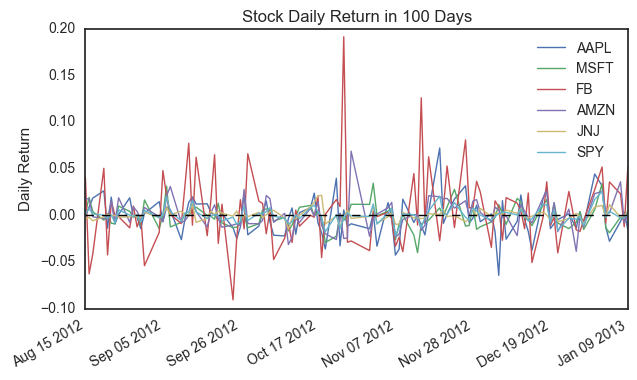 Stock Daily Return in 100 Days
0.20
0.15
0.10
0.05
0.00
−0.05
−0.10
Daily Return
AAPL
MSFT
FB
AMZN
JNJ
SPY
Aug 15 2012
Sep 05 2012
Sep 26 2012
Oct 17 2012
Nov 07 2012
Nov 28 2012
Dec 19 2012
Jan 09 2013